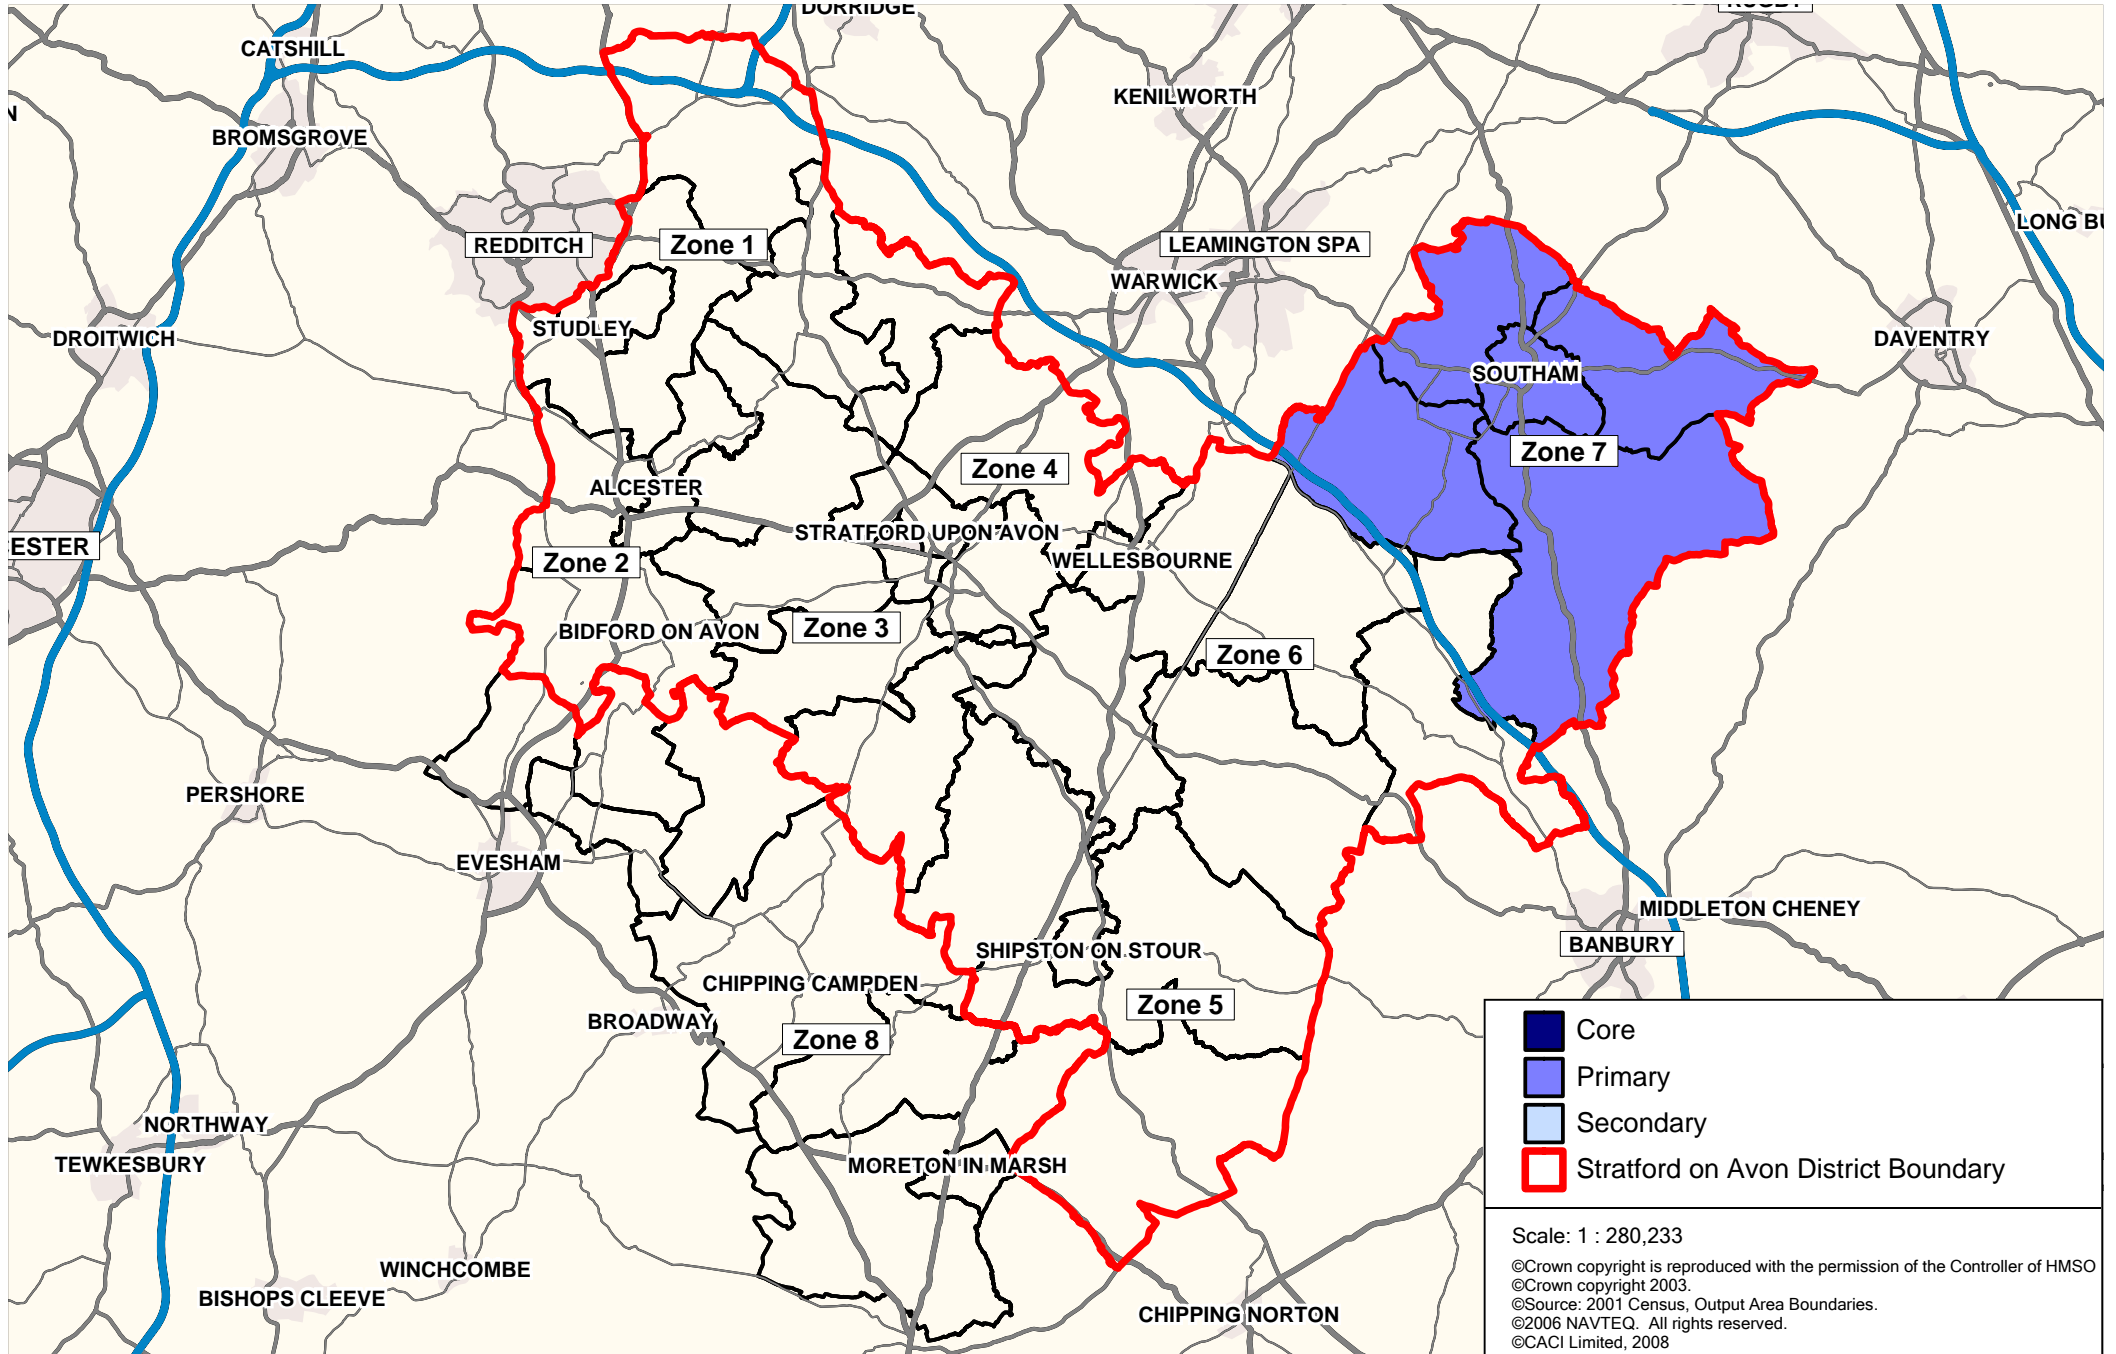 DORRIDGE
RUGBY
CATSHILL
KENILWORTH
N
BROMSGROVE
LONG BU
REDDITCH
Zone 1
LEAMINGTON SPA
WARWICK
STUDLEY
DROITWICH
DAVENTRY
SOUTHAM
Zone 7
Zone 4
ALCESTER
STRATFORD UPON AVON
CESTER
Zone 2
WELLESBOURNE
BIDFORD ON AVON
Zone 3
Zone 6
PERSHORE
EVESHAM
MIDDLETON CHENEY
BANBURY
SHIPSTON ON STOUR
CHIPPING CAMPDEN
Zone 5
BROADWAY
Zone 8
NORTHWAY
TEWKESBURY
MORETON IN MARSH
WINCHCOMBE
BISHOPS CLEEVE
CHIPPING NORTON
Core
Primary
Secondary
Stratford on Avon District Boundary
Scale: 1 : 280,233
©Crown copyright is reproduced with the permission of the Controller of HMSO
©Crown copyright 2003.
©Source: 2001 Census, Output Area Boundaries.
©2006 NAVTEQ.  All rights reserved.
©CACI Limited, 2008